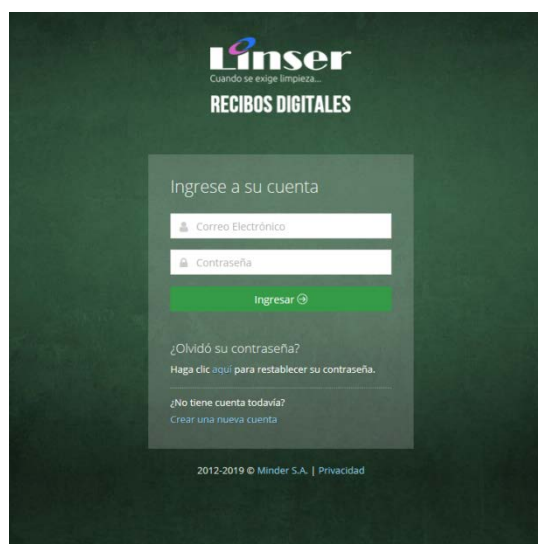 Linser
Cuando se exige limpieza...
RECIBOS DIGITALES
Ingrese a su cuenta
Correo Electrónico
Contraseña
Ingresar
¿Olvidó su contraseña?
Haga clic aquí para restablecer su contraseña.
¿No tiene cuenta todavía?
Crear una nueva cuenta
2012-2019 © Minder S.A. | Privacidad